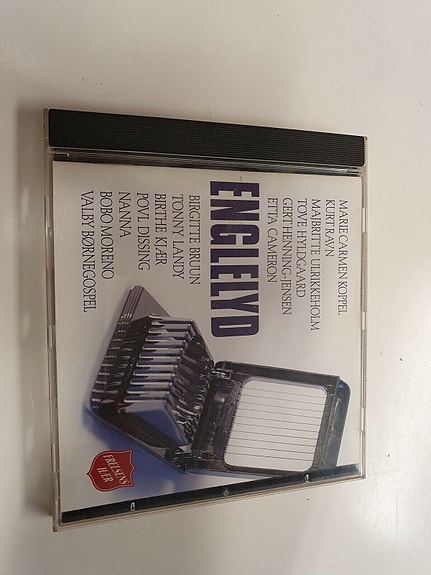 MARIE CARMEN KOPPEL
KURT RAVN
MAJBRITTE ULRIKKEHOLM
TOVE HYLDGAARD
GERT HENNING-JENSEN
ETTA CAMERON
ENGLELYD
BIRGITTE BRUUN
TONNY LANDY
BIRTHE KJÆR
POVL DISSING
NANNA
BOBO MORENO
VALBY BØRNEGOSPEL
FRELSENS
HÆR